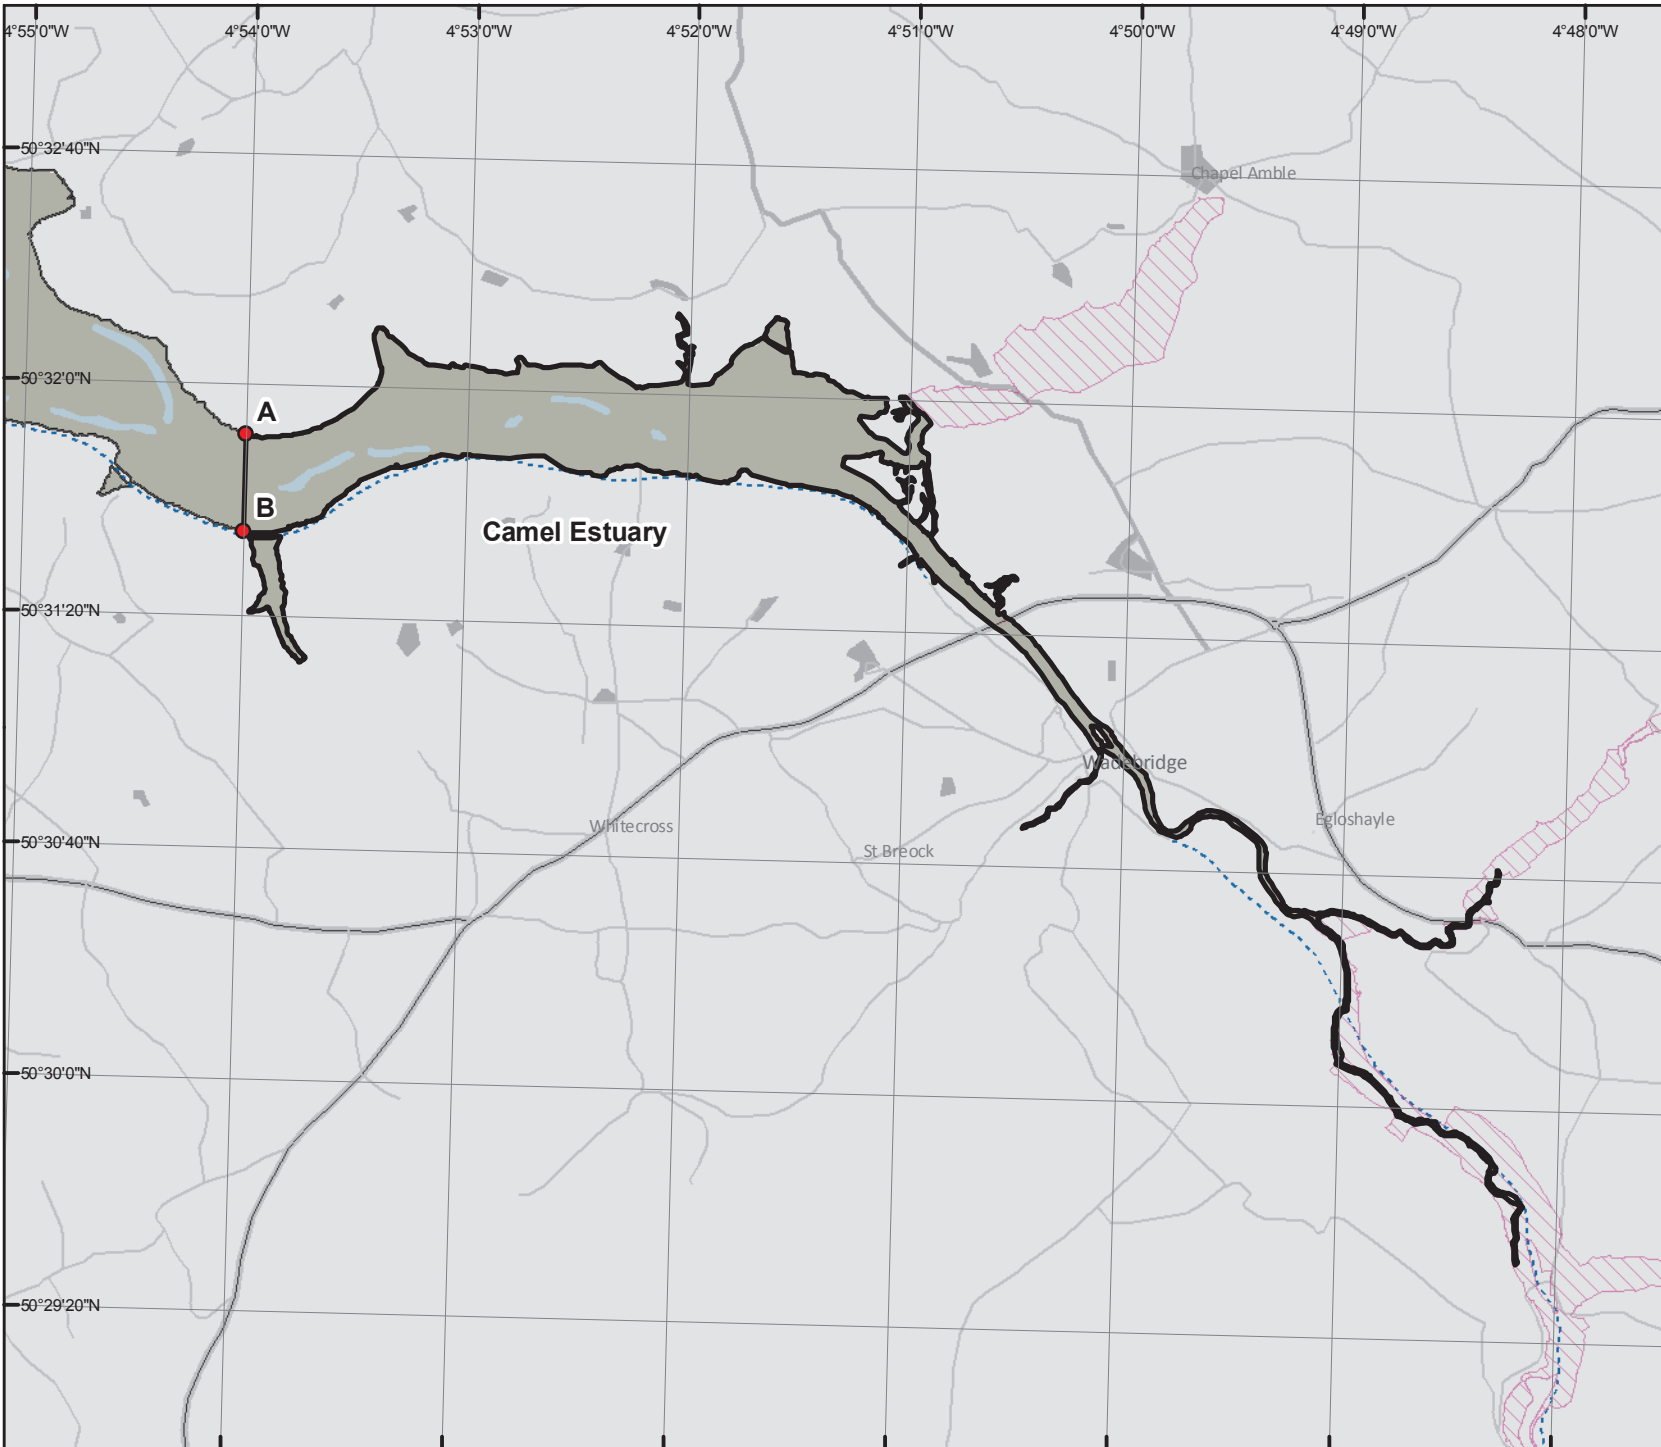 4°55'0"W 4°54'0"W 4°53'0"W 4°52'0"W 4°51'0"W 4°50'0"W 4°49'0"W 4°48'0"W
50°32'40"N
Chapel Amble
50°32'0"N
A
B
Camel Estuary
50°31'20"N
Wadebridge
Egloshayle
Whitecross
50°30'40"N
St Breock
50°30'0"N
50°29'20"N